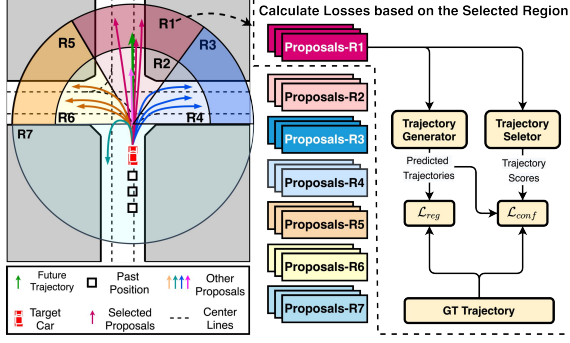 Calculate Losses based on the Selected Region
R5
R1
R3
R2
R6
R4
R7
Future
Trajectory
Past
Position
Other
Proposals
Target
Car
Selected
Proposals
Center
Lines
Proposals-R1
Proposals-R2
Proposals-R3
Proposals-R4
Proposals-R5
Proposals-R6
Proposals-R7
Trajectory
Generator
Trajectory
Seletor
Predicted
Trajectories
Trajectory
Scores
ℒreg
ℒconf
GT Trajectory